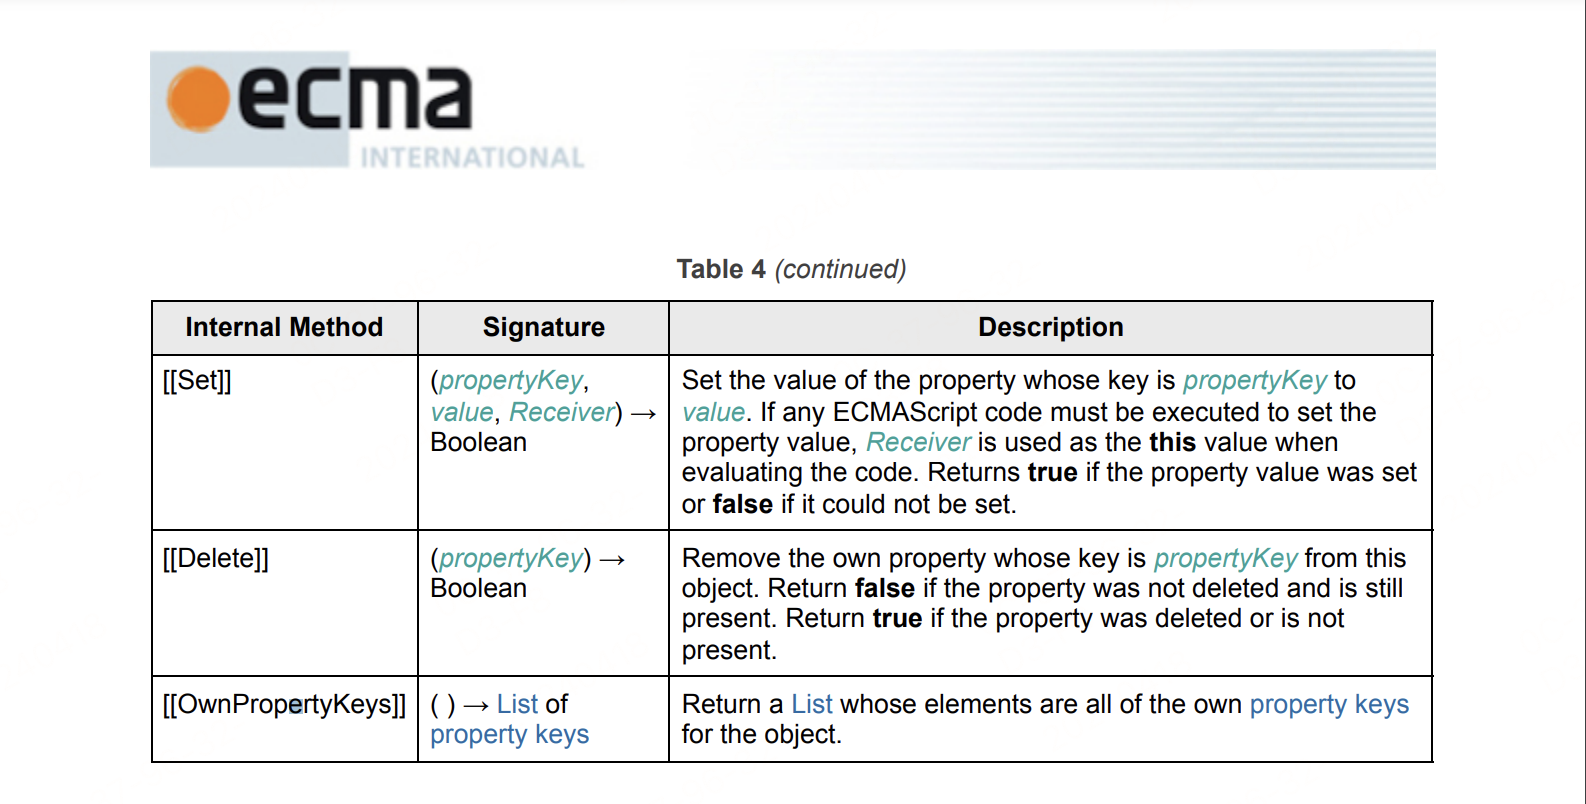 ecma
INTERNATIONAL
Table 4 (continued)
Internal Method Signature Description
[[Set]]
(propertyKey,
value, Receiver) →
Boolean
Set the value of the property whose key is propertyKey to
value. If any ECMAScript code must be executed to set the
property value, Receiver is used as the this value when
evaluating the code. Returns true if the property value was set
or false if it could not be set.
[[Delete]]
(propertyKey) →
Boolean
Remove the own property whose key is propertyKey from this
object. Return false if the property was not deleted and is still
present. Return true if the property was deleted or is not
present.
[[OwnPropertyKeys]]
( ) → List of
property keys
Return a List whose elements are all of the own property keys
for the object.